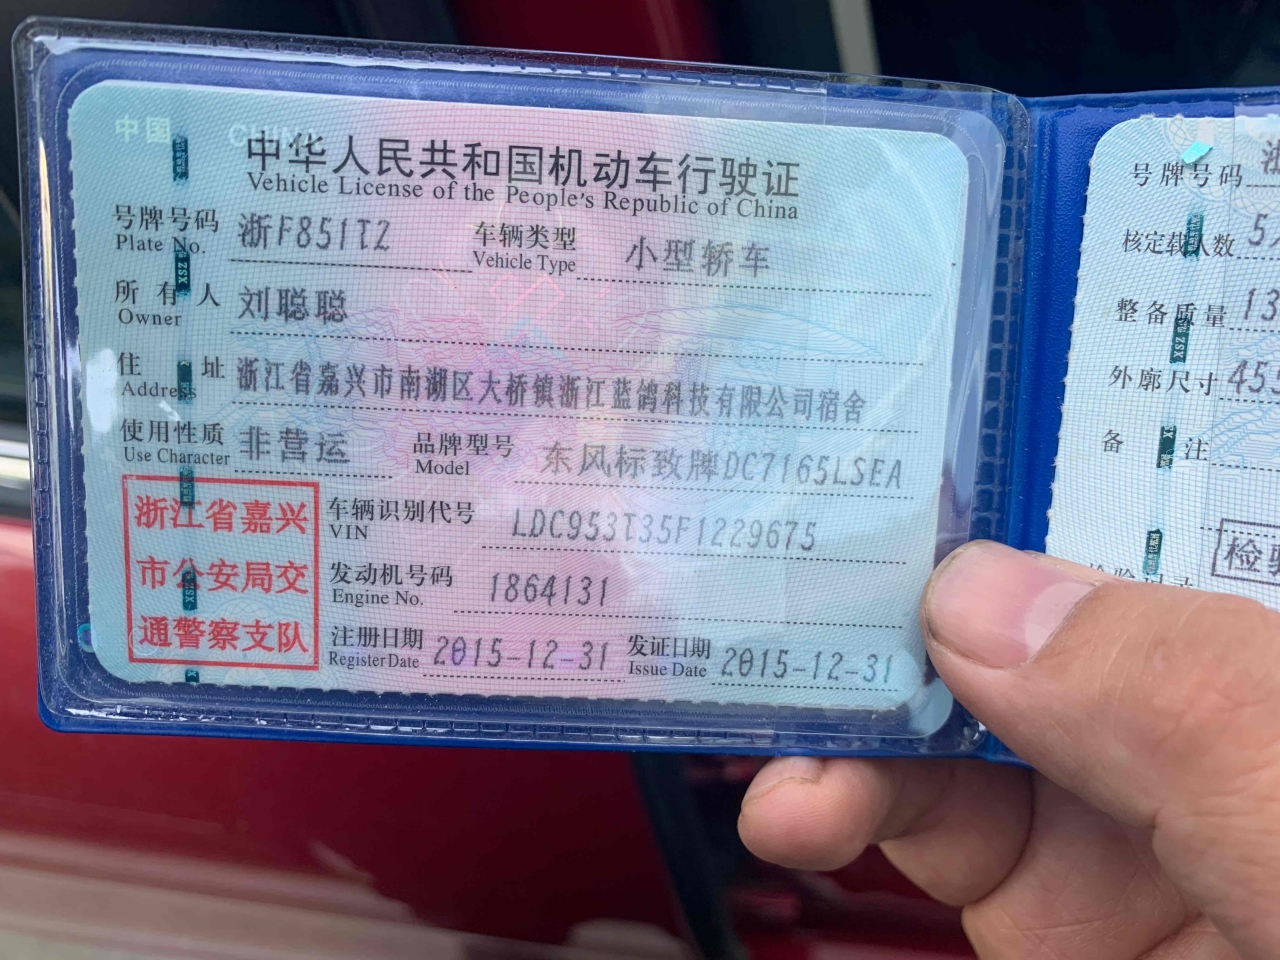 中国 CHINA
中华人民共和国机动车行驶证
Vehicle License of the People's Republic of China
号牌号码 浙F851T2 车辆类型 小型轿车
Plate No. Vehicle Type
所有人 刘聪聪
Owner
住址 浙江省嘉兴市南湖区大桥镇浙江蓝鸽科技有限公司宿舍
Address
使用性质 非营运 品牌型号 东风标致牌DC7165LSEA
Use Character Model
浙江省嘉兴
市公安局交
通警察支队
车辆识别代号 LDC953T35F1229675
VIN
发动机号码 1864131
Engine No.
注册日期 2015-12-31 发证日期 2015-12-31
Register Date Issue Date
号牌号码
核定载人数 5
整备质量 13
外廓尺寸 455
备注
检验
XSZ
XSZ